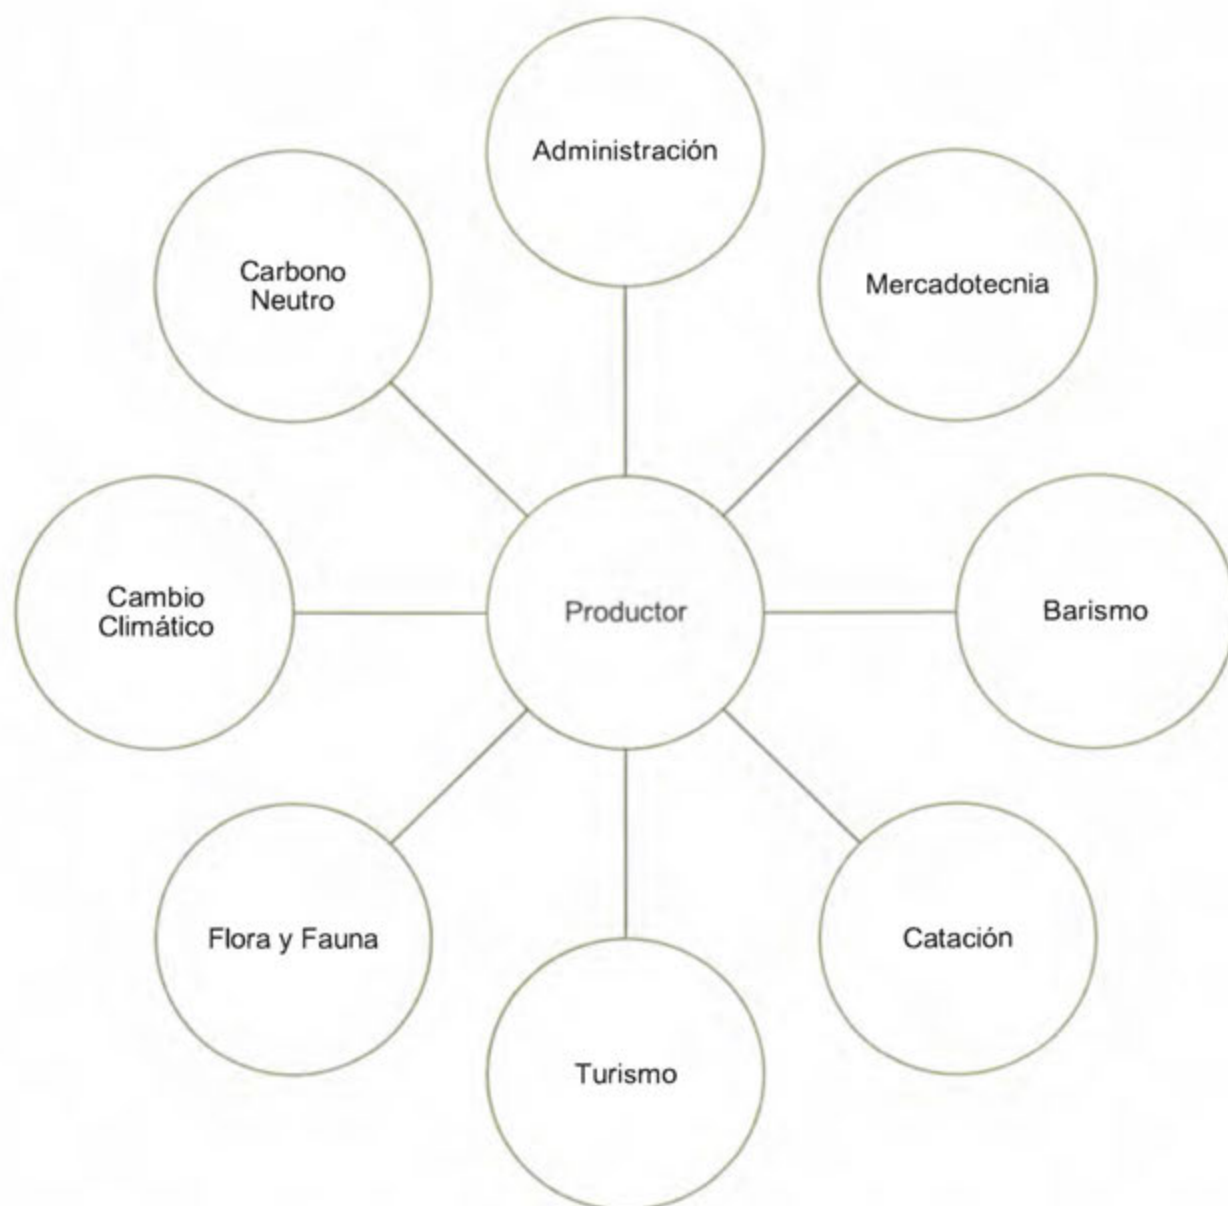 Administración
Mercadotecnia
Barismo
Catación
Turismo
Flora y Fauna
Cambio
Climático
Carbono
Neutro
Productor